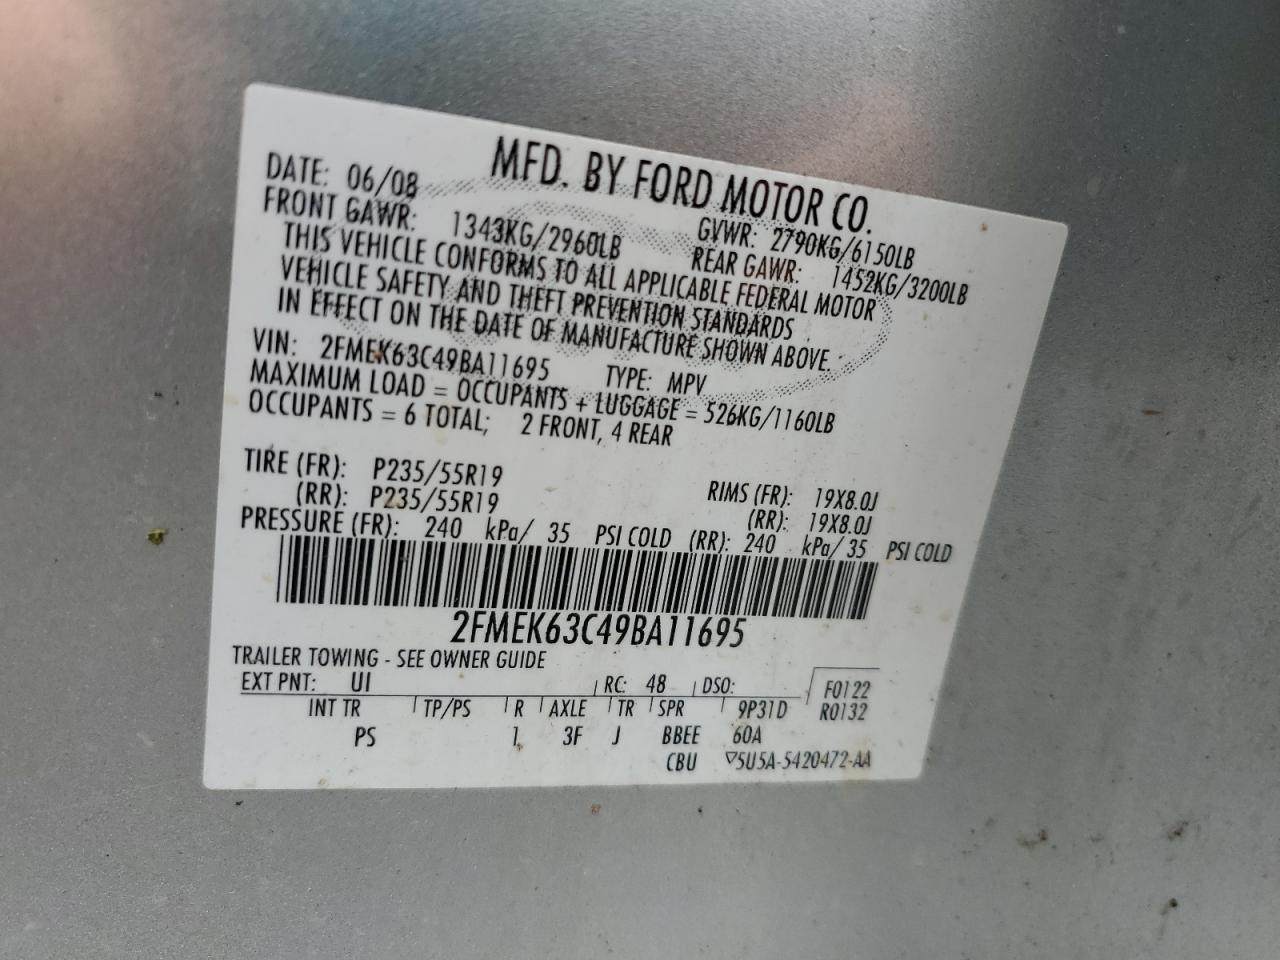 MFD. BY FORD MOTOR CO.
DATE: 06/08 GVWR: 2790KG/6150LB
FRONT GAWR: 1343KG/2960LB REAR GAWR: 1452KG/3200LB
THIS VEHICLE CONFORMS TO ALL APPLICABLE FEDERAL MOTOR
VEHICLE SAFETY AND THEFT PREVENTION STANDARDS
IN EFFECT ON THE DATE OF MANUFACTURE SHOWN ABOVE.
VIN: 2FMEK63C49BA11695 TYPE: MPV
MAXIMUM LOAD = OCCUPANTS + LUGGAGE = 526KG/1160LB
OCCUPANTS = 6 TOTAL; 2 FRONT, 4 REAR
TIRE (FR): P235/55R19 RIMS (FR): 19X8.0J
(RR): P235/55R19 (RR): 19X8.0J
PRESSURE (FR): 240 kPa/ 35 PSI COLD (RR): 240 kPa/ 35 PSI COLD
2FMEK63C49BA11695
TRAILER TOWING - SEE OWNER GUIDE
EXT PNT: UI RC: 48 DSO: F0122
INT TR TP/PS R AXLE TR SPR 9P31D R0132
PS 1 3F J BBEE 60A
CBU ▽5U5A-5420472-AA